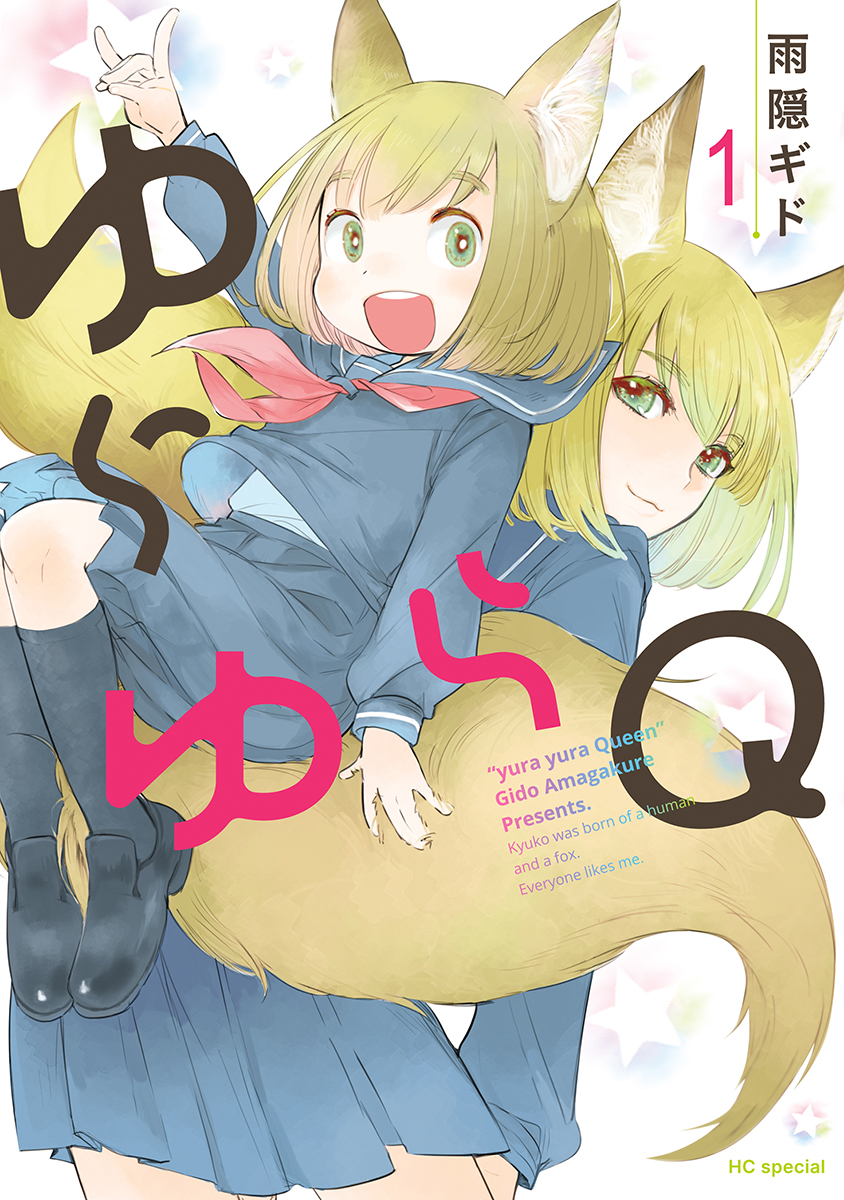 雨隠ギド
1
ゆら
ゆらQ
“yura yura Queen”
Gido Amagakure
Presents.
Kyuko was born of a human
and a fox.
Everyone likes me.
HC special